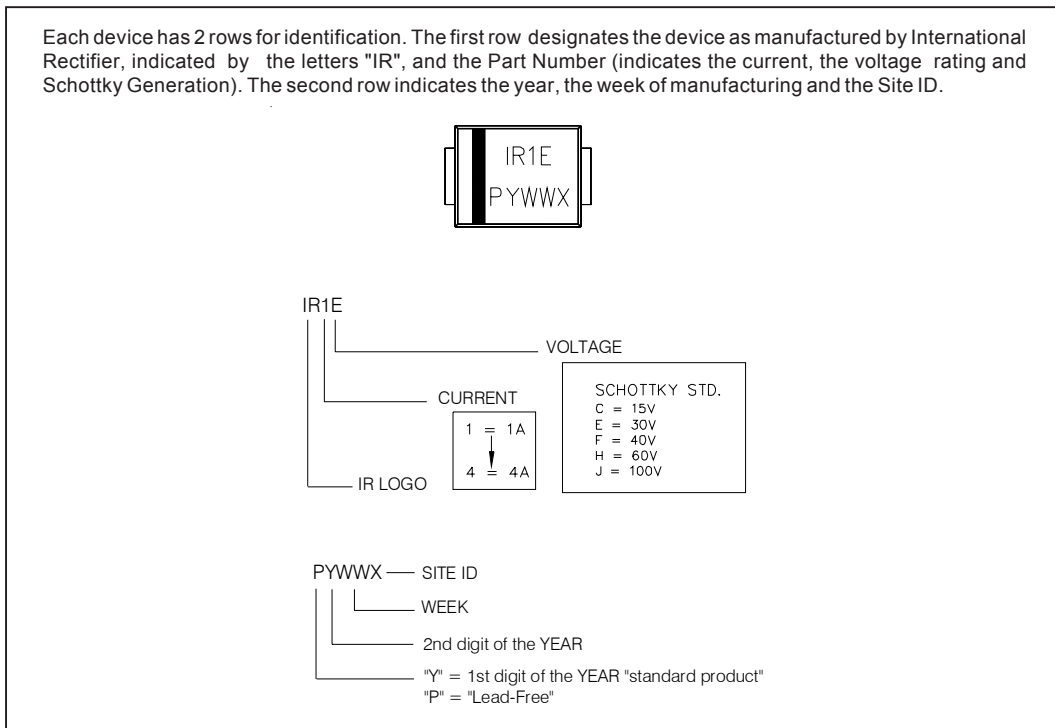 Each device has 2 rows for identification. The first row designates the device as manufactured by International
Rectifier, indicated by the letters "IR", and the Part Number (indicates the current, the voltage rating and
Schottky Generation). The second row indicates the year, the week of manufacturing and the Site ID.
IR1E
PYWWX
IR1E
VOLTAGE
SCHOTTKY STD.
C = 15V
E = 30V
F = 40V
H = 60V
J = 100V
CURRENT
1 = 1A
4 = 4A
IR LOGO
PYWWX
SITE ID
WEEK
2nd digit of the YEAR
"Y" = 1st digit of the YEAR "standard product"
"P" = "Lead-Free"